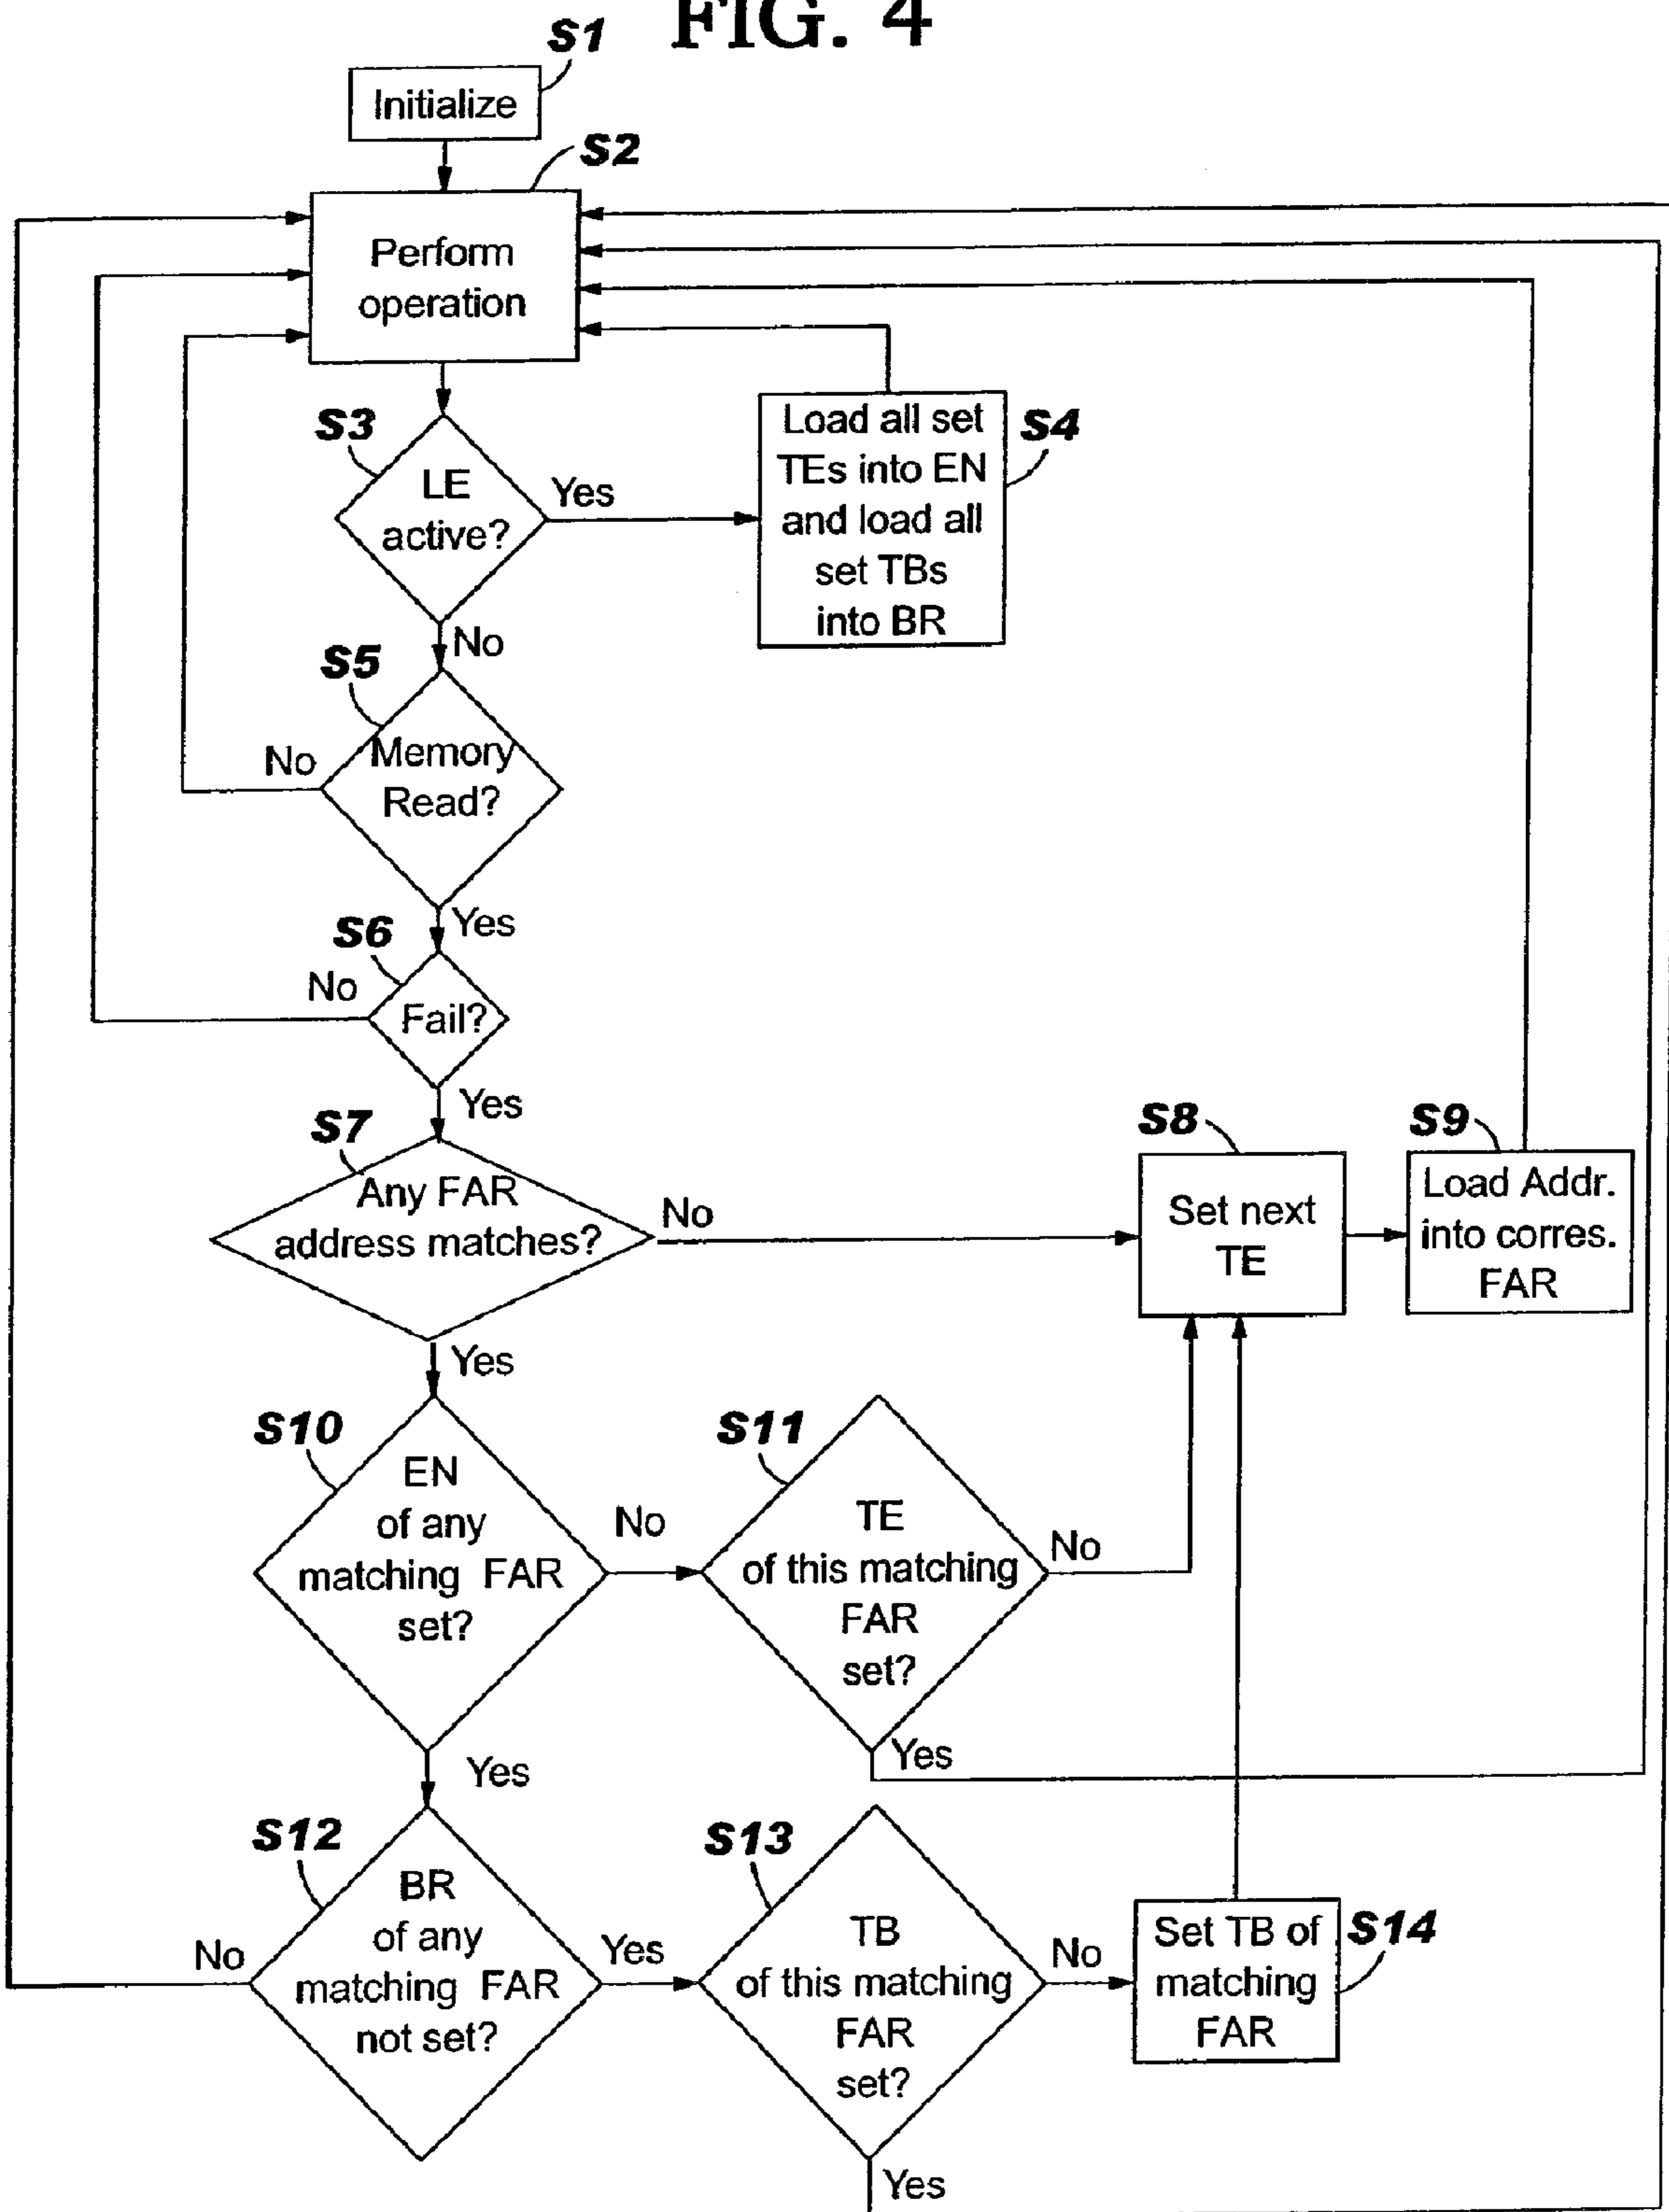 FIG. 4
S1
Initialize
S2
Perform
operation
S3
LE
active?
Yes
Load all set
TEs into EN
and load all
set TBs
into BR
S4
No
S5
Memory
Read?
No
Yes
S6
Fail?
No
Yes
S7
Any FAR
address matches?
No
S8
Set next
TE
S9
Load Addr.
into corres.
FAR
Yes
S10
EN
of any
matching FAR
set?
No
S11
TE
of this matching
FAR
set?
No
Yes
Yes
S12
BR
of any
matching FAR
not set?
No
Yes
S13
TB
of this matching
FAR
set?
No
Set TB of
matching
FAR
S14
Yes